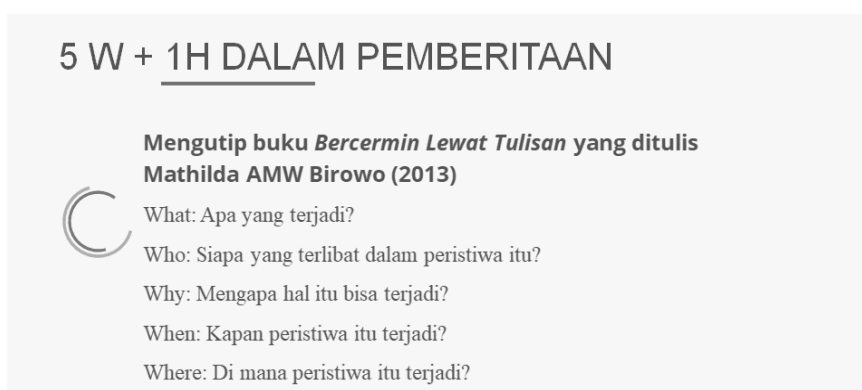 5 W + 1H DALAM PEMBERITAAN
Mengutip buku Bercermin Lewat Tulisan yang ditulis
Mathilda AMW Birowo (2013)
What: Apa yang terjadi?
Who: Siapa yang terlibat dalam peristiwa itu?
Why: Mengapa hal itu bisa terjadi?
When: Kapan peristiwa itu terjadi?
Where: Di mana peristiwa itu terjadi?